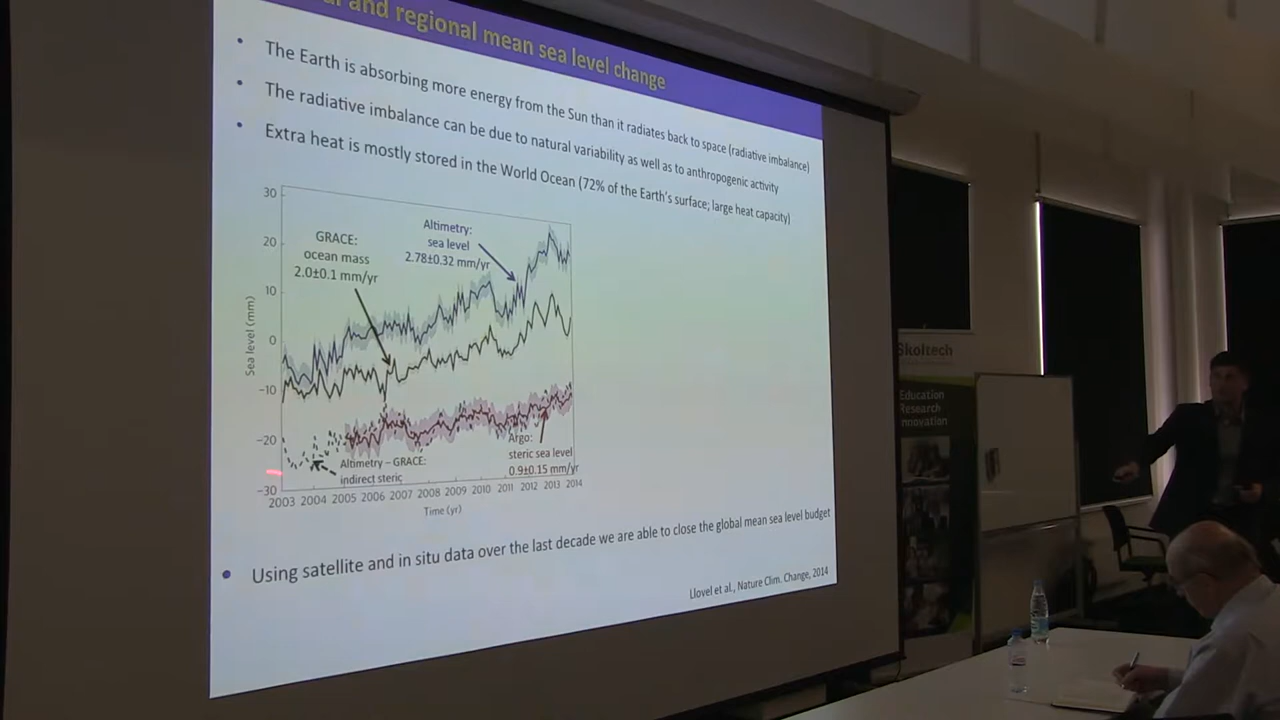 and regional mean sea level change
• The Earth is absorbing more energy from the Sun than it radiates back to space (radiative imbalance)
• The radiative imbalance can be due to natural variability as well as to anthropogenic activity
• Extra heat is mostly stored in the World Ocean (72% of the Earth's surface; large heat capacity)
30
20
10
0
−10
−20
−30
Sea level (mm)
GRACE:
ocean mass
2.0±0.1 mm/yr
Altimetry:
sea level
2.78±0.32 mm/yr
Altimetry – GRACE:
indirect steric
Argo:
steric sea level
0.9±0.15 mm/yr
2003 2004 2005 2006 2007 2008 2009 2010 2011 2012 2013 2014
Time (yr)
• Using satellite and in situ data over the last decade we are able to close the global mean sea level budget
Llovel et al., Nature Clim. Change, 2014
Skoltech
Education
Research
Innovation